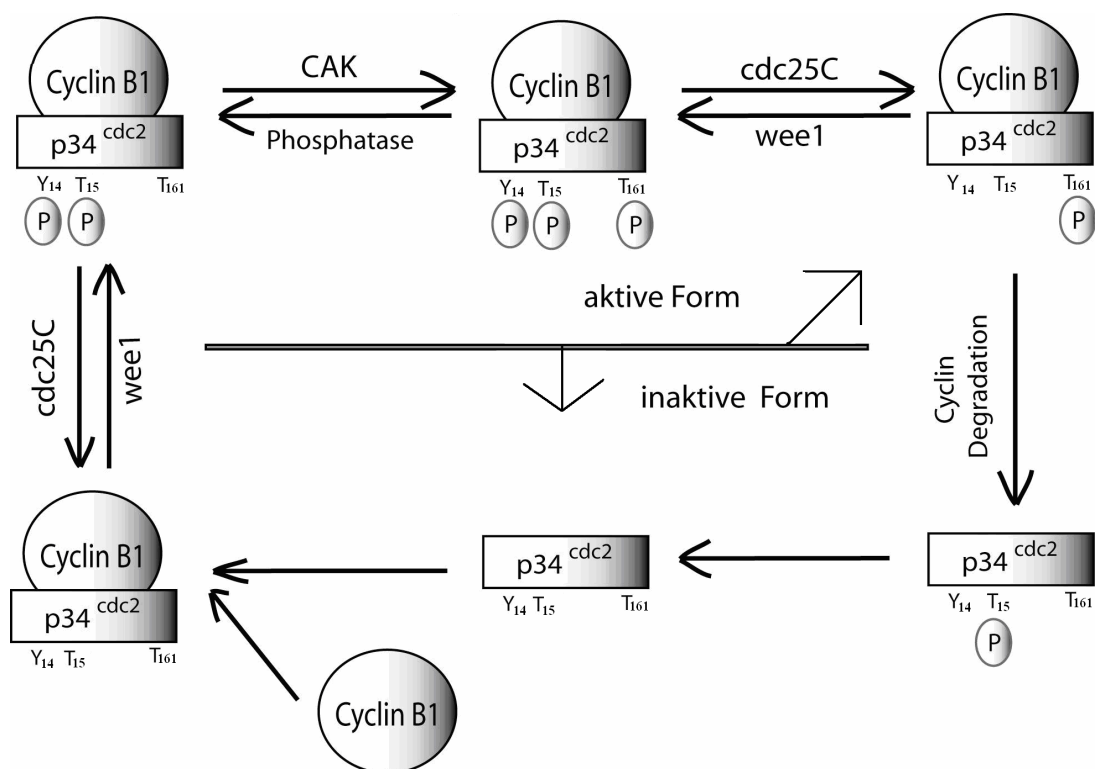 Cyclin B1
p34 cdc2
Y14 T15 T161
P P
CAK
Phosphatase
Cyclin B1
p34 cdc2
Y14 T15 T161
P P P
cdc25C
wee1
Cyclin B1
p34 cdc2
Y14 T15 T161
P
cdc25C
wee1
aktive Form
inaktive Form
Cyclin
Degradation
Cyclin B1
p34 cdc2
Y14 T15 T161
p34 cdc2
Y14 T15 T161
p34 cdc2
Y14 T15 T161
P
Cyclin B1